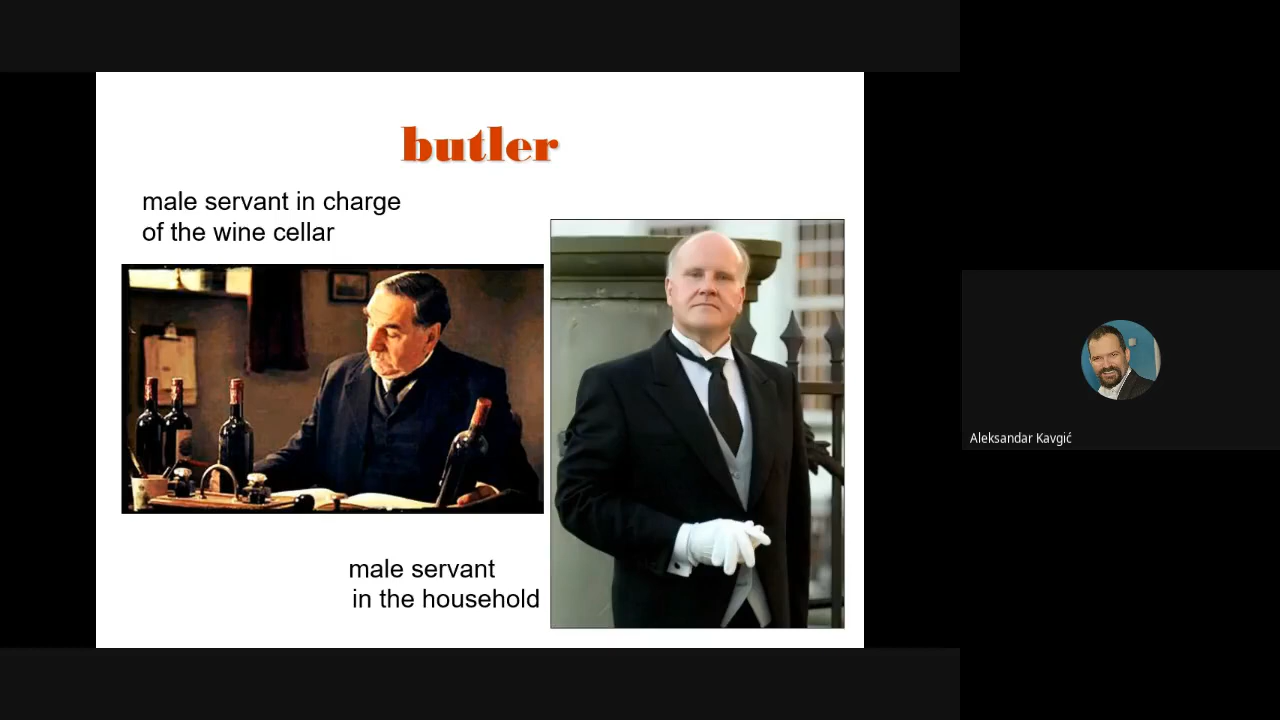 butler
male servant in charge
of the wine cellar
male servant
in the household
Aleksandar Kavgić